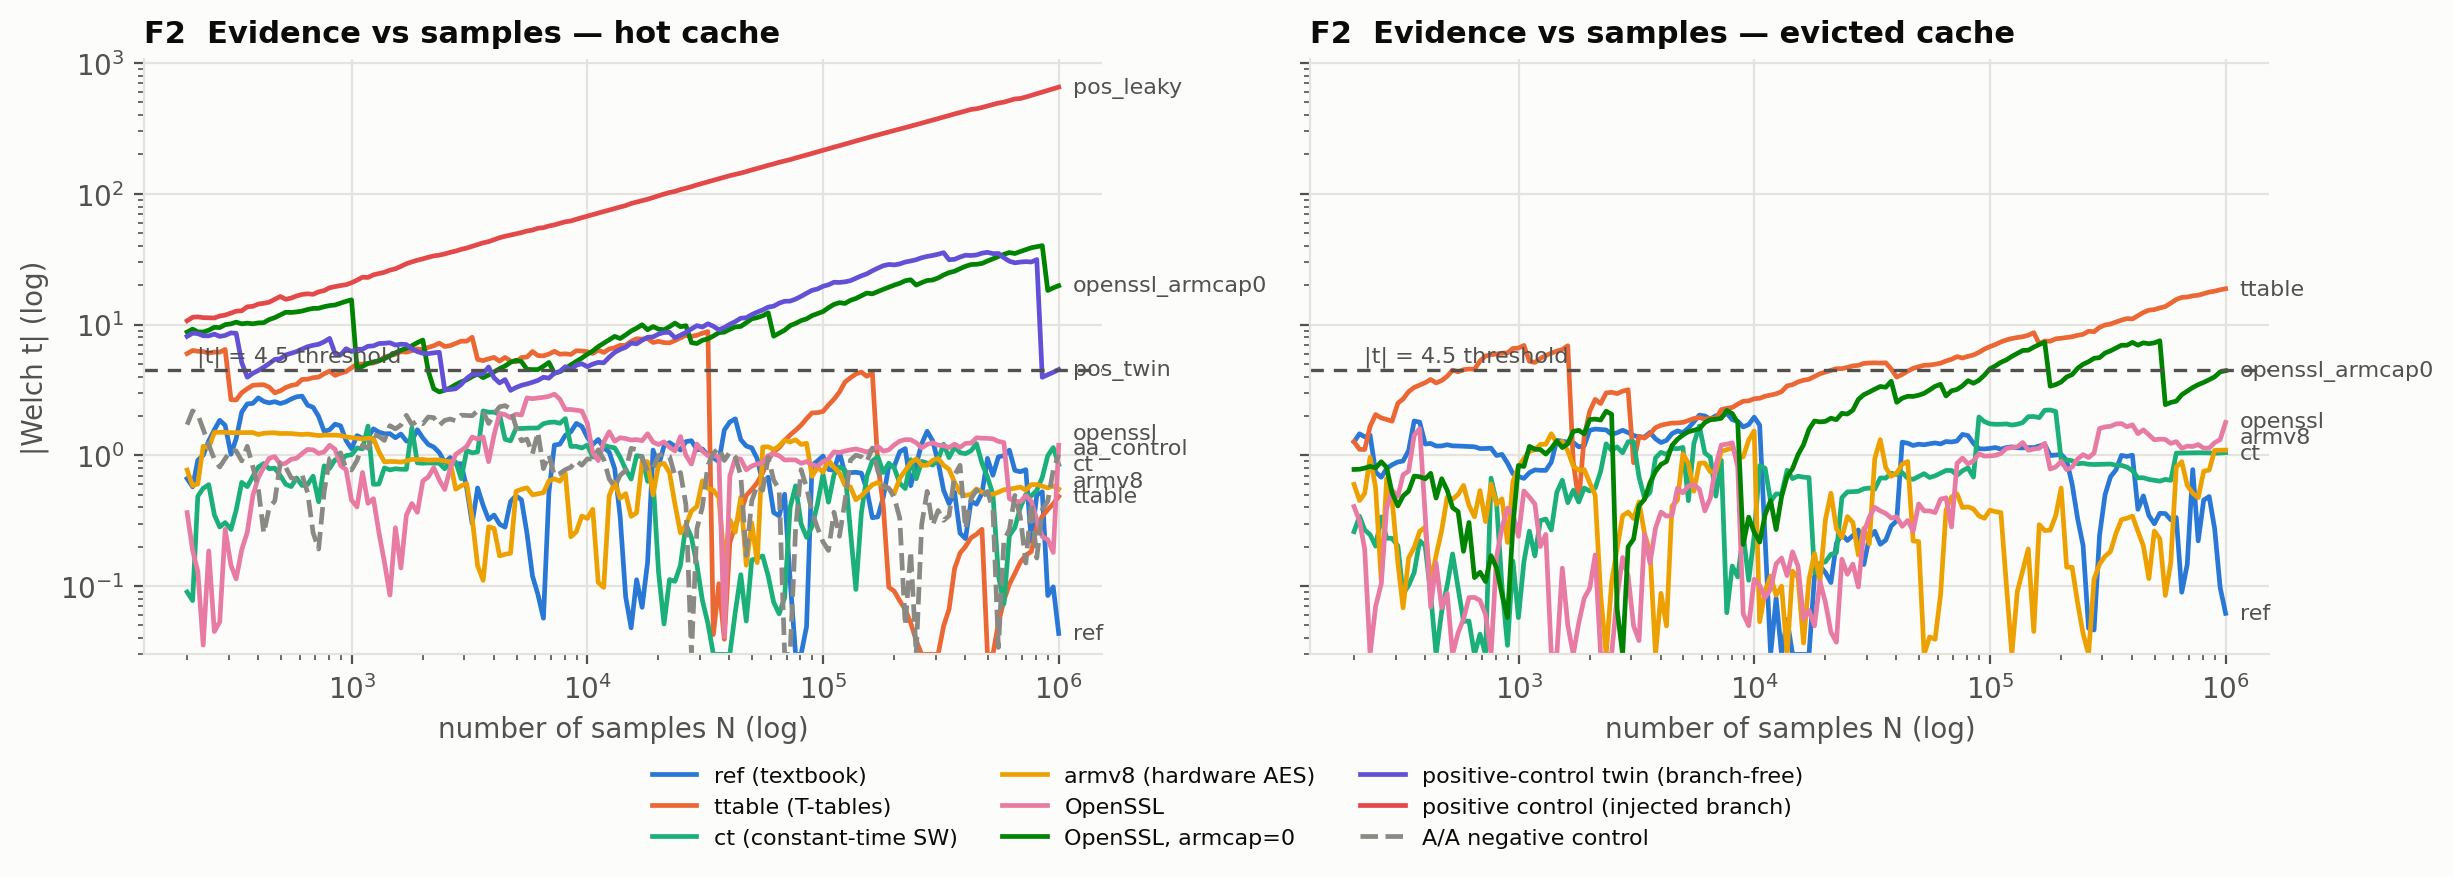 F2  Evidence vs samples — hot cache
|Welch t| (log)
10³
10²
10¹
10⁰
10⁻¹
|t| = 4.5 threshold
pos_leaky
openssl_armcap0
pos_twin
openssl
aa_control
ct
armv8
ttable
ref
10³
10⁴
10⁵
10⁶
number of samples N (log)
F2  Evidence vs samples — evicted cache
|t| = 4.5 threshold
ttable
openssl_armcap0
openssl
armv8
ct
ref
10³
10⁴
10⁵
10⁶
number of samples N (log)
ref (textbook)
ttable (T-tables)
ct (constant-time SW)
armv8 (hardware AES)
OpenSSL
OpenSSL, armcap=0
positive-control twin (branch-free)
positive control (injected branch)
A/A negative control